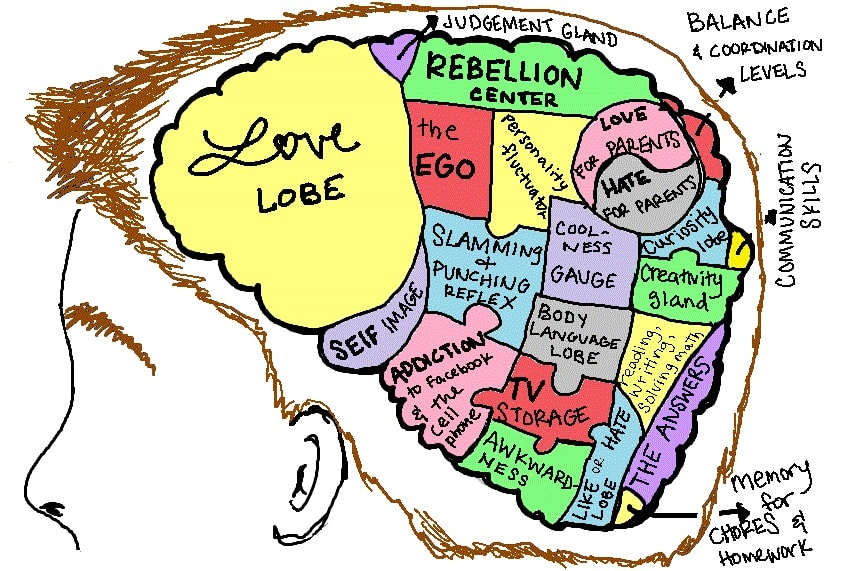 JUDGEMENT GLAND
BALANCE
& COORDINATION
LEVELS
REBELLION
CENTER
Love
LOBE
the
EGO
Personality
fluctuator
LOVE
FOR PARENTS
HATE
FOR PARENTS
COMMUNICATION
SKILLS
SLAMMING
+
PUNCHING
REFLEX
COOL-
NESS
GAUGE
Curiosity
lobe
Creativity
gland
SElF IMAGE
BODY
LANGUAGE
LOBE
reading,
writing,
solving math
ADDICTION
to Facebook
& the
Cell
phone
TV
STORAGE
THE ANSWERS
AWKWARD-
NESS
LIKE OR HATE
LOBE
memory
for
CHORES &
Homework